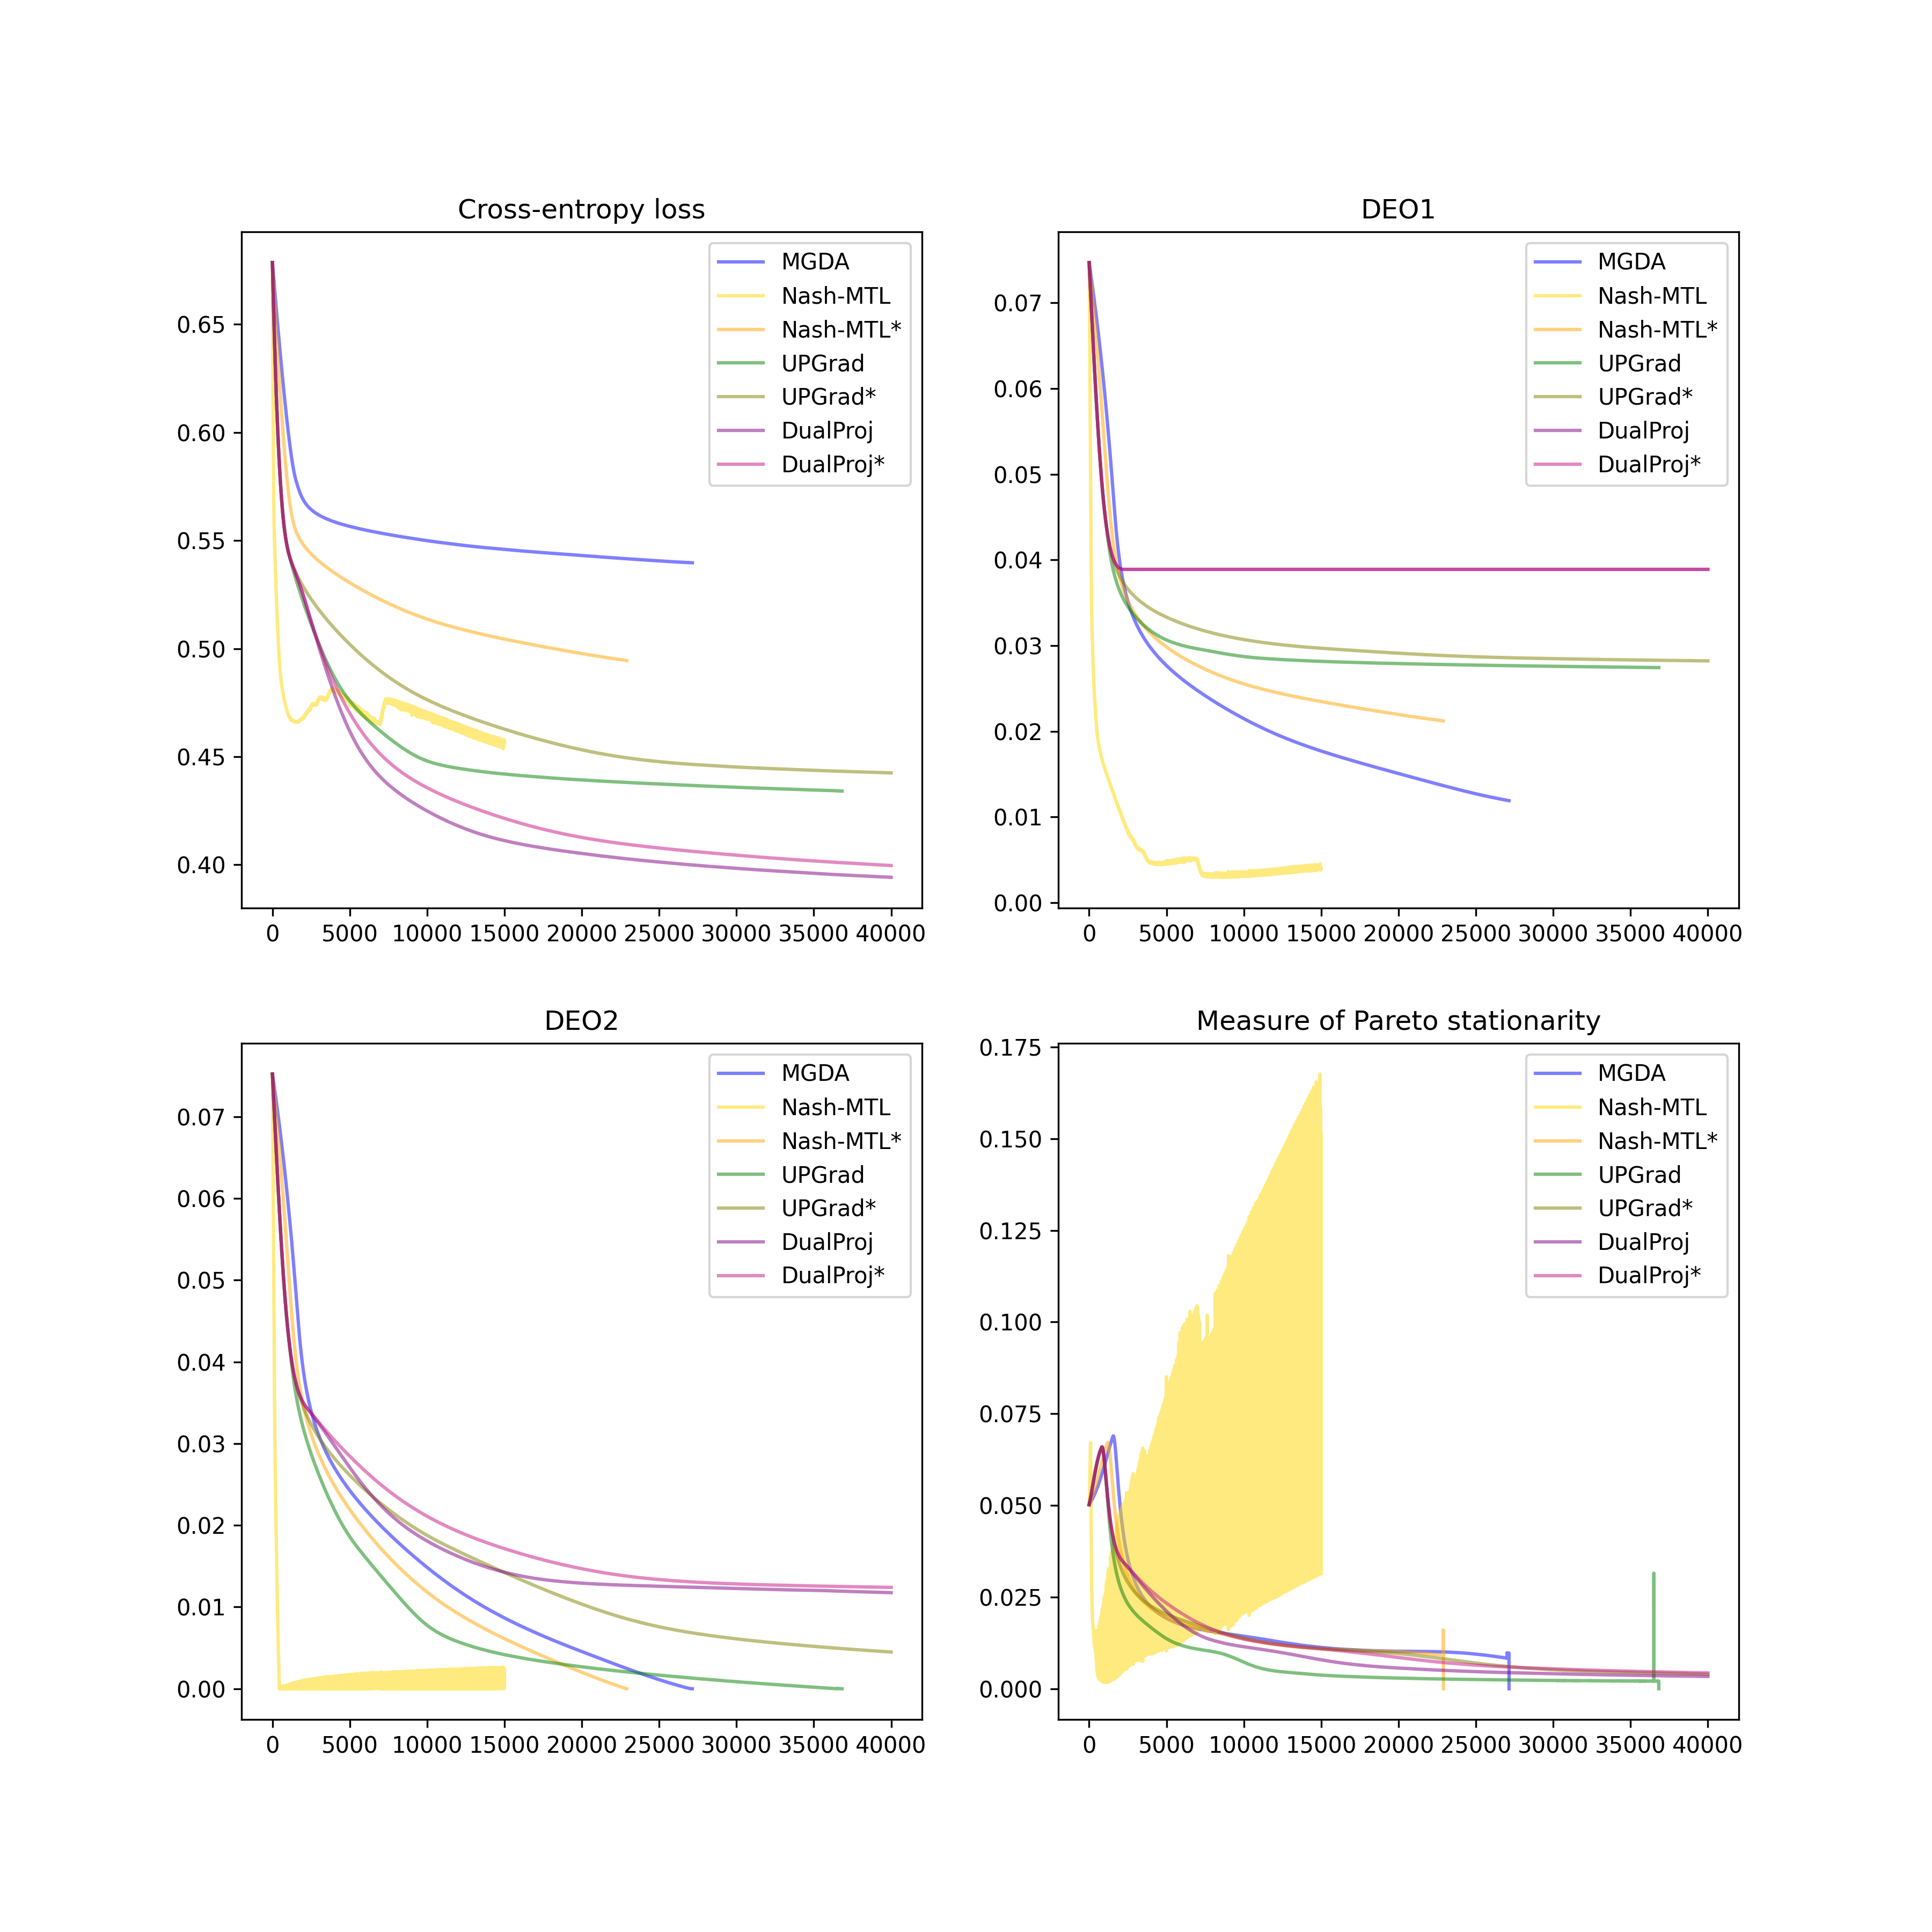 Cross-entropy loss
0.65
0.60
0.55
0.50
0.45
0.40
0 5000 10000 15000 20000 25000 30000 35000 40000
MGDA
Nash-MTL
Nash-MTL*
UPGrad
UPGrad*
DualProj
DualProj*
DEO1
0.07
0.06
0.05
0.04
0.03
0.02
0.01
0.00
0 5000 10000 15000 20000 25000 30000 35000 40000
MGDA
Nash-MTL
Nash-MTL*
UPGrad
UPGrad*
DualProj
DualProj*
DEO2
0.07
0.06
0.05
0.04
0.03
0.02
0.01
0.00
0 5000 10000 15000 20000 25000 30000 35000 40000
MGDA
Nash-MTL
Nash-MTL*
UPGrad
UPGrad*
DualProj
DualProj*
Measure of Pareto stationarity
0.175
0.150
0.125
0.100
0.075
0.050
0.025
0.000
0 5000 10000 15000 20000 25000 30000 35000 40000
MGDA
Nash-MTL
Nash-MTL*
UPGrad
UPGrad*
DualProj
DualProj*